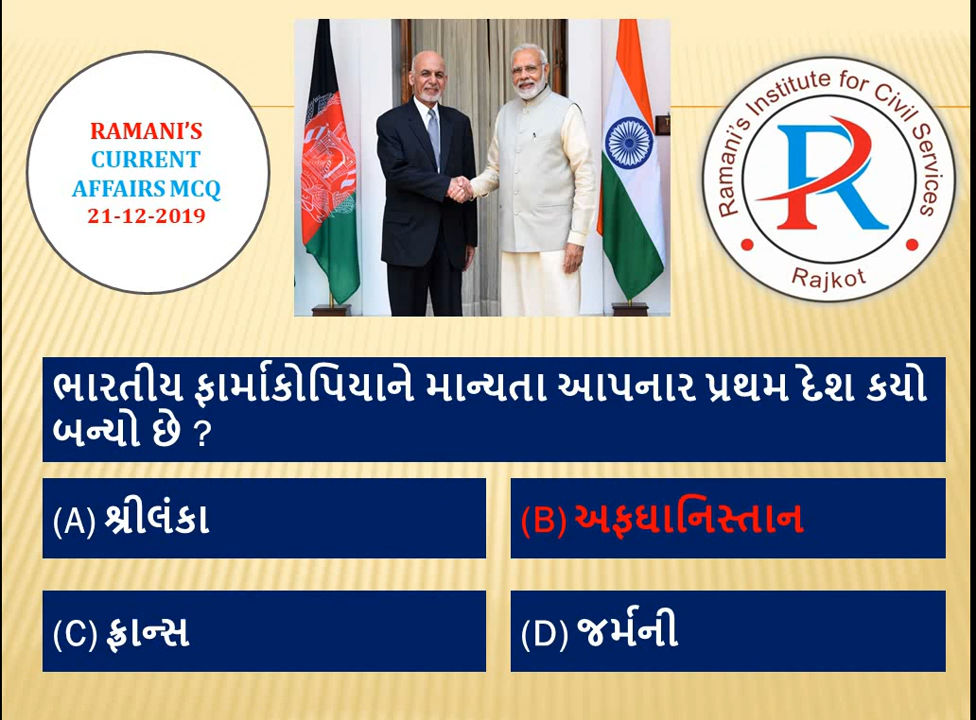 RAMANI'S
CURRENT
AFFAIRS MCQ
21-12-2019
Ramani's Institute for Civil Services
R
Rajkot
ભારતીય ફાર્માકોપિયાને માન્યતા આપનાર પ્રથમ દેશ કયો
બન્યો છે ?
(A) શ્રીલંકા
(B) અફઘાનિસ્તાન
(C) ફ્રાન્સ
(D) જર્મની